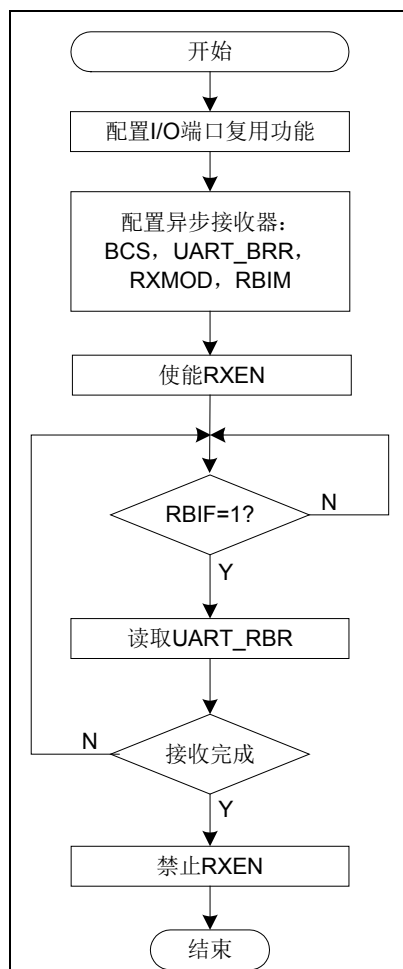 开始
配置I/O端口复用功能
配置异步接收器：
BCS，UART_BRR，
RXMOD，RBIM
使能RXEN
RBIF=1?
N
Y
读取UART_RBR
N
接收完成
Y
禁止RXEN
结束